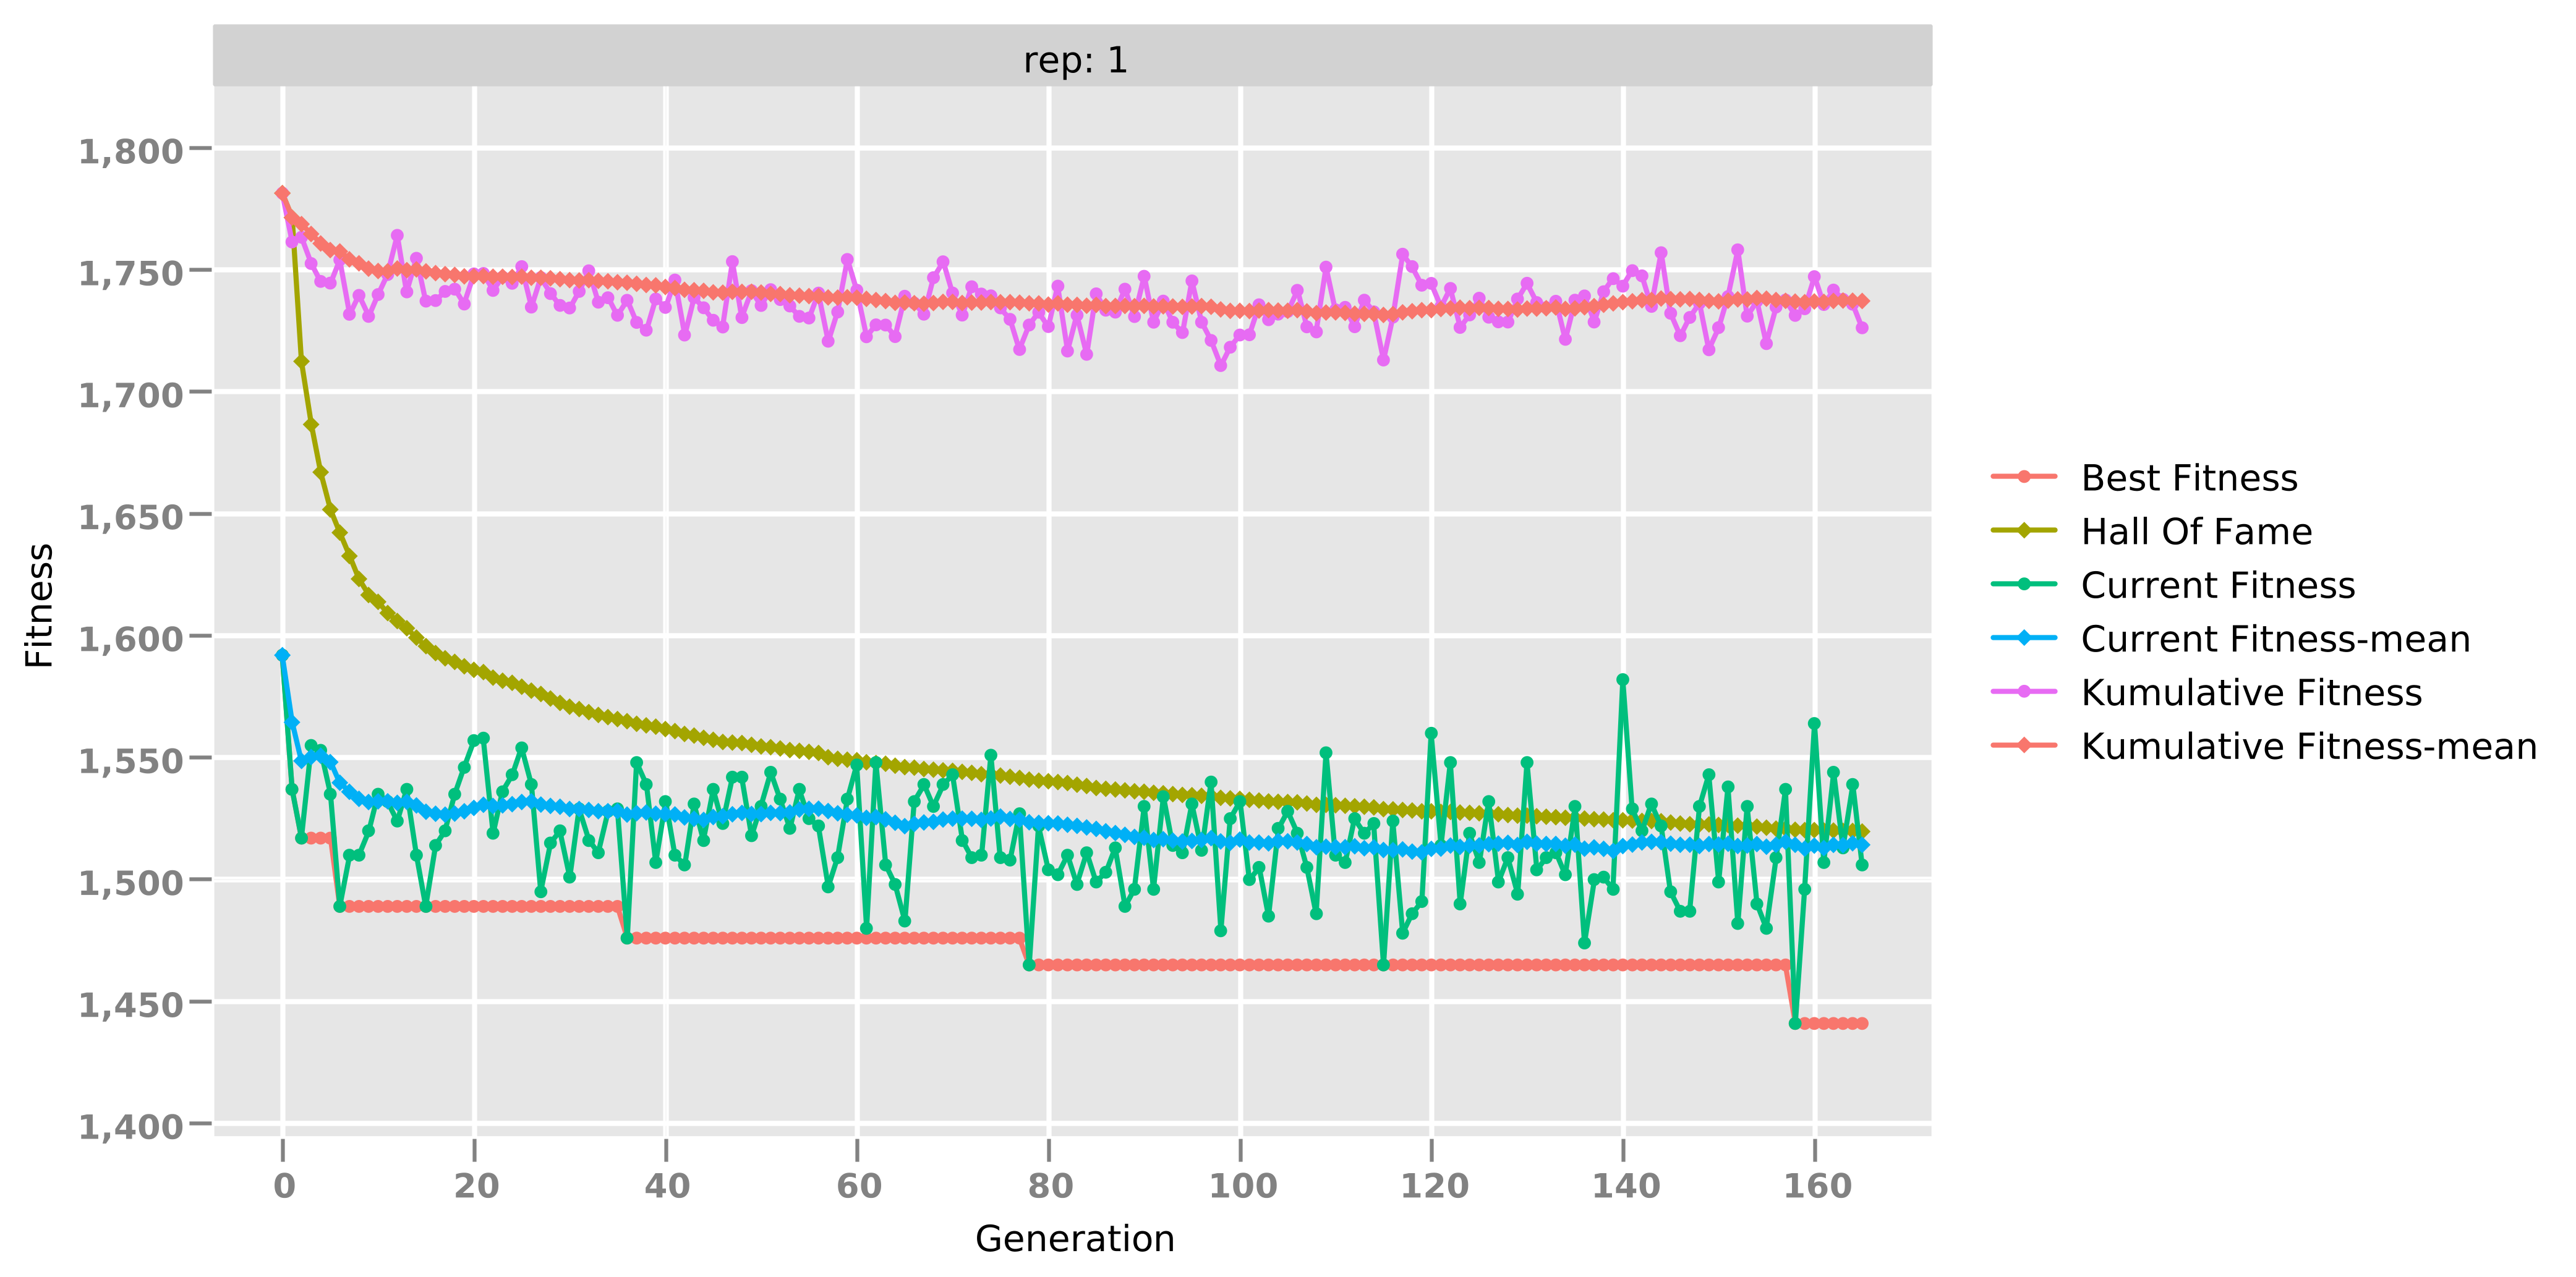 rep: 1
1,800
1,750
1,700
1,650
1,600
1,550
1,500
1,450
1,400
Fitness
0 20 40 60 80 100 120 140 160
Generation
Best Fitness
Hall Of Fame
Current Fitness
Current Fitness-mean
Kumulative Fitness
Kumulative Fitness-mean